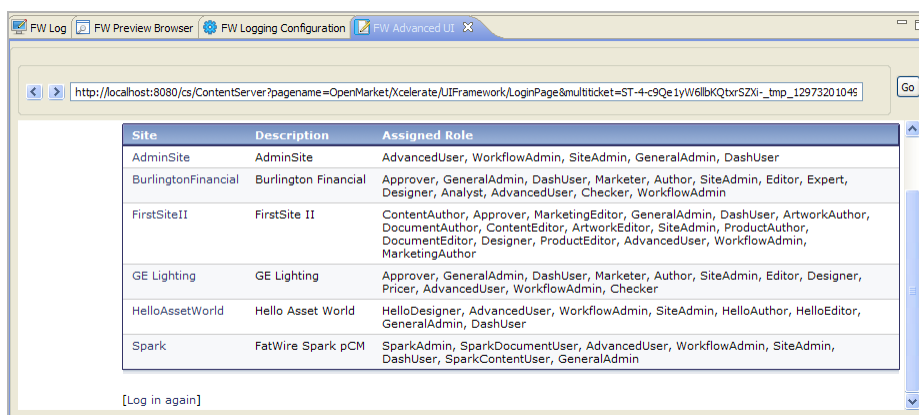 FW Log FW Preview Browser FW Logging Configuration FW Advanced UI
http://localhost:8080/cs/ContentServer?pagename=OpenMarket/Xcelerate/UIFramework/LoginPage&multiticket=ST-4-c9Qe1yW6llbKQtxrSZXi-_tmp_12973201049 Go
Site Description Assigned Role
AdminSite AdminSite AdvancedUser, WorkflowAdmin, SiteAdmin, GeneralAdmin, DashUser
BurlingtonFinancial Burlington Financial Approver, GeneralAdmin, DashUser, Marketer, Author, SiteAdmin, Editor, Expert,
Designer, Analyst, AdvancedUser, Checker, WorkflowAdmin
FirstSiteII FirstSite II ContentAuthor, Approver, MarketingEditor, GeneralAdmin, DashUser, ArtworkAuthor,
DocumentAuthor, ContentEditor, ArtworkEditor, SiteAdmin, ProductAuthor,
DocumentEditor, Designer, ProductEditor, AdvancedUser, WorkflowAdmin,
MarketingAuthor
GE Lighting GE Lighting Approver, GeneralAdmin, DashUser, Marketer, Author, SiteAdmin, Editor, Designer,
Pricer, AdvancedUser, WorkflowAdmin, Checker
HelloAssetWorld Hello Asset World HelloDesigner, AdvancedUser, WorkflowAdmin, SiteAdmin, HelloAuthor, HelloEditor,
GeneralAdmin, DashUser
Spark FatWire Spark pCM SparkAdmin, SparkDocumentUser, AdvancedUser, WorkflowAdmin, SiteAdmin,
DashUser, SparkContentUser, GeneralAdmin
[Log in again]